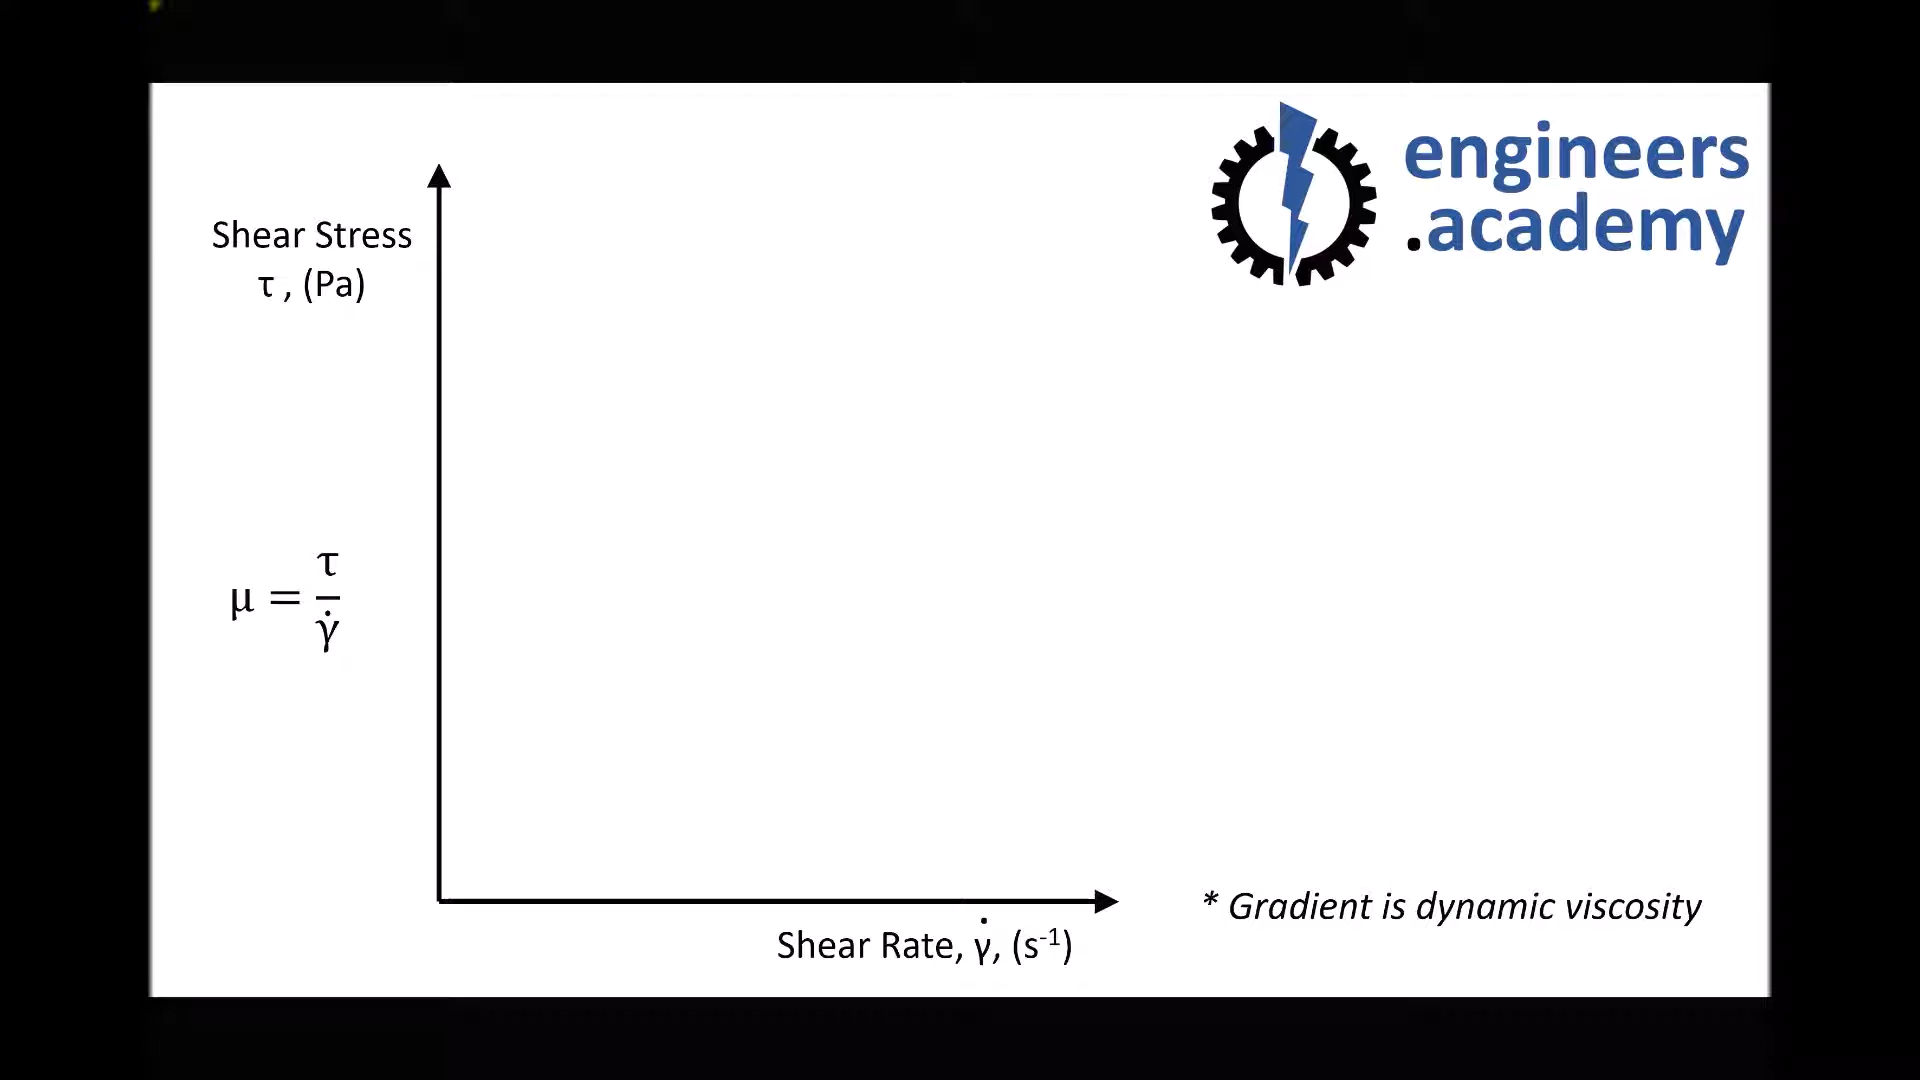 engineers
.academy
Shear Stress
τ , (Pa)
μ = τ/γ̇
* Gradient is dynamic viscosity
Shear Rate, γ̇, (s⁻¹)